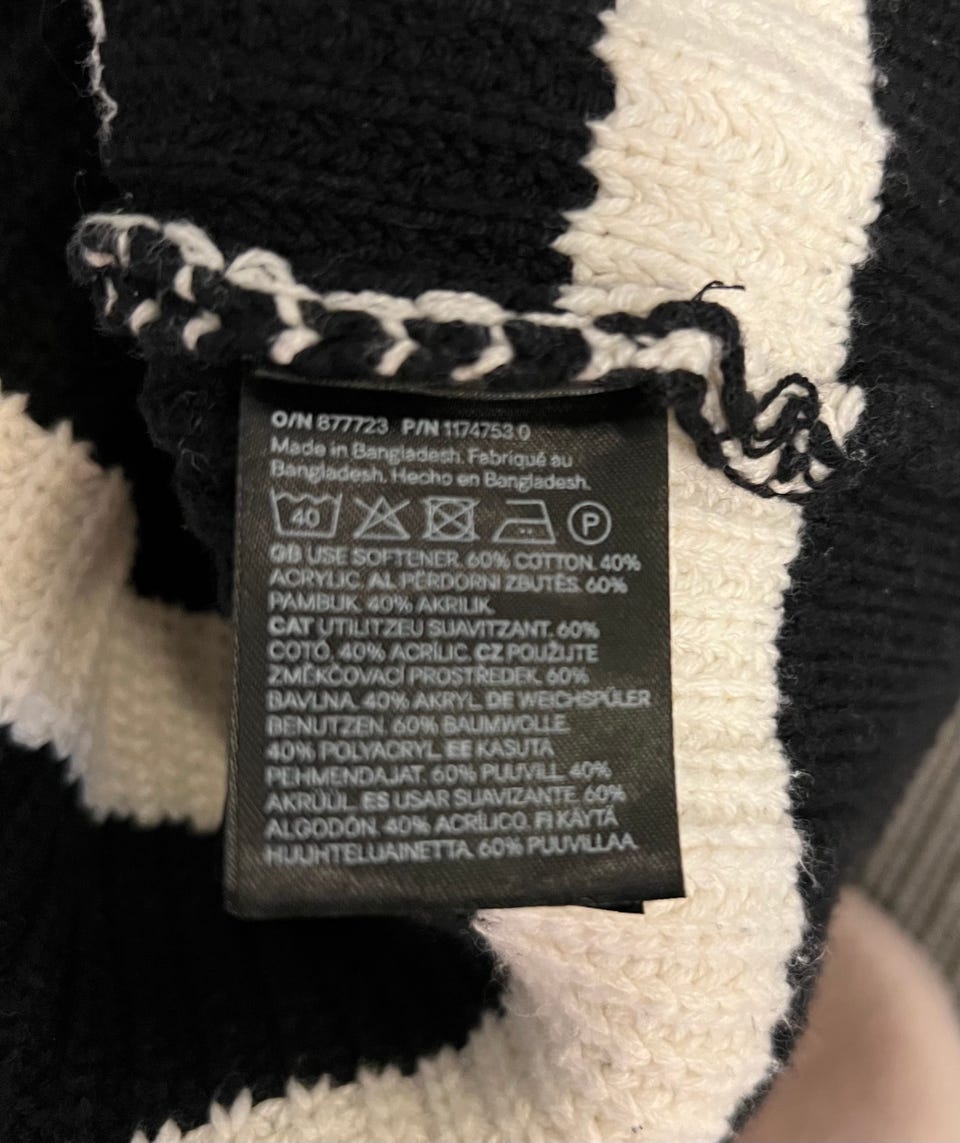 O/N 877723 P/N 1174753 0
Made in Bangladesh. Fabriqué au
Bangladesh. Hecho en Bangladesh.
40 P
GB USE SOFTENER. 60% COTTON. 40%
ACRYLIC. AL PËRDORNI ZBUTËS. 60%
PAMBUK. 40% AKRILIK.
CAT UTILITZEU SUAVITZANT. 60%
COTÓ. 40% ACRÍLIC. CZ POUŽIJTE
ZMĚKČOVACÍ PROSTŘEDEK. 60%
BAVLNA. 40% AKRYL. DE WEICHSPÜLER
BENUTZEN. 60% BAUMWOLLE.
40% POLYACRYL. EE KASUTA
PEHMENDAJAT. 60% PUUVILL. 40%
AKRÜÜL. ES USAR SUAVIZANTE. 60%
ALGODÓN. 40% ACRÍLICO. FI KÄYTÄ
HUUHTELUAINETTA. 60% PUUVILLAA.